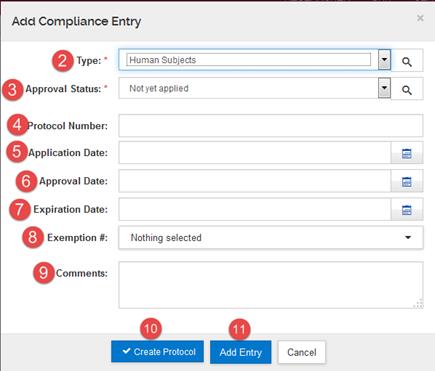 Add Compliance Entry ×
2 Type: * Human Subjects
3 Approval Status: * Not yet applied
4 Protocol Number:
5 Application Date:
6 Approval Date:
7 Expiration Date:
8 Exemption #: Nothing selected
9 Comments:
10 11
✔ Create Protocol Add Entry Cancel